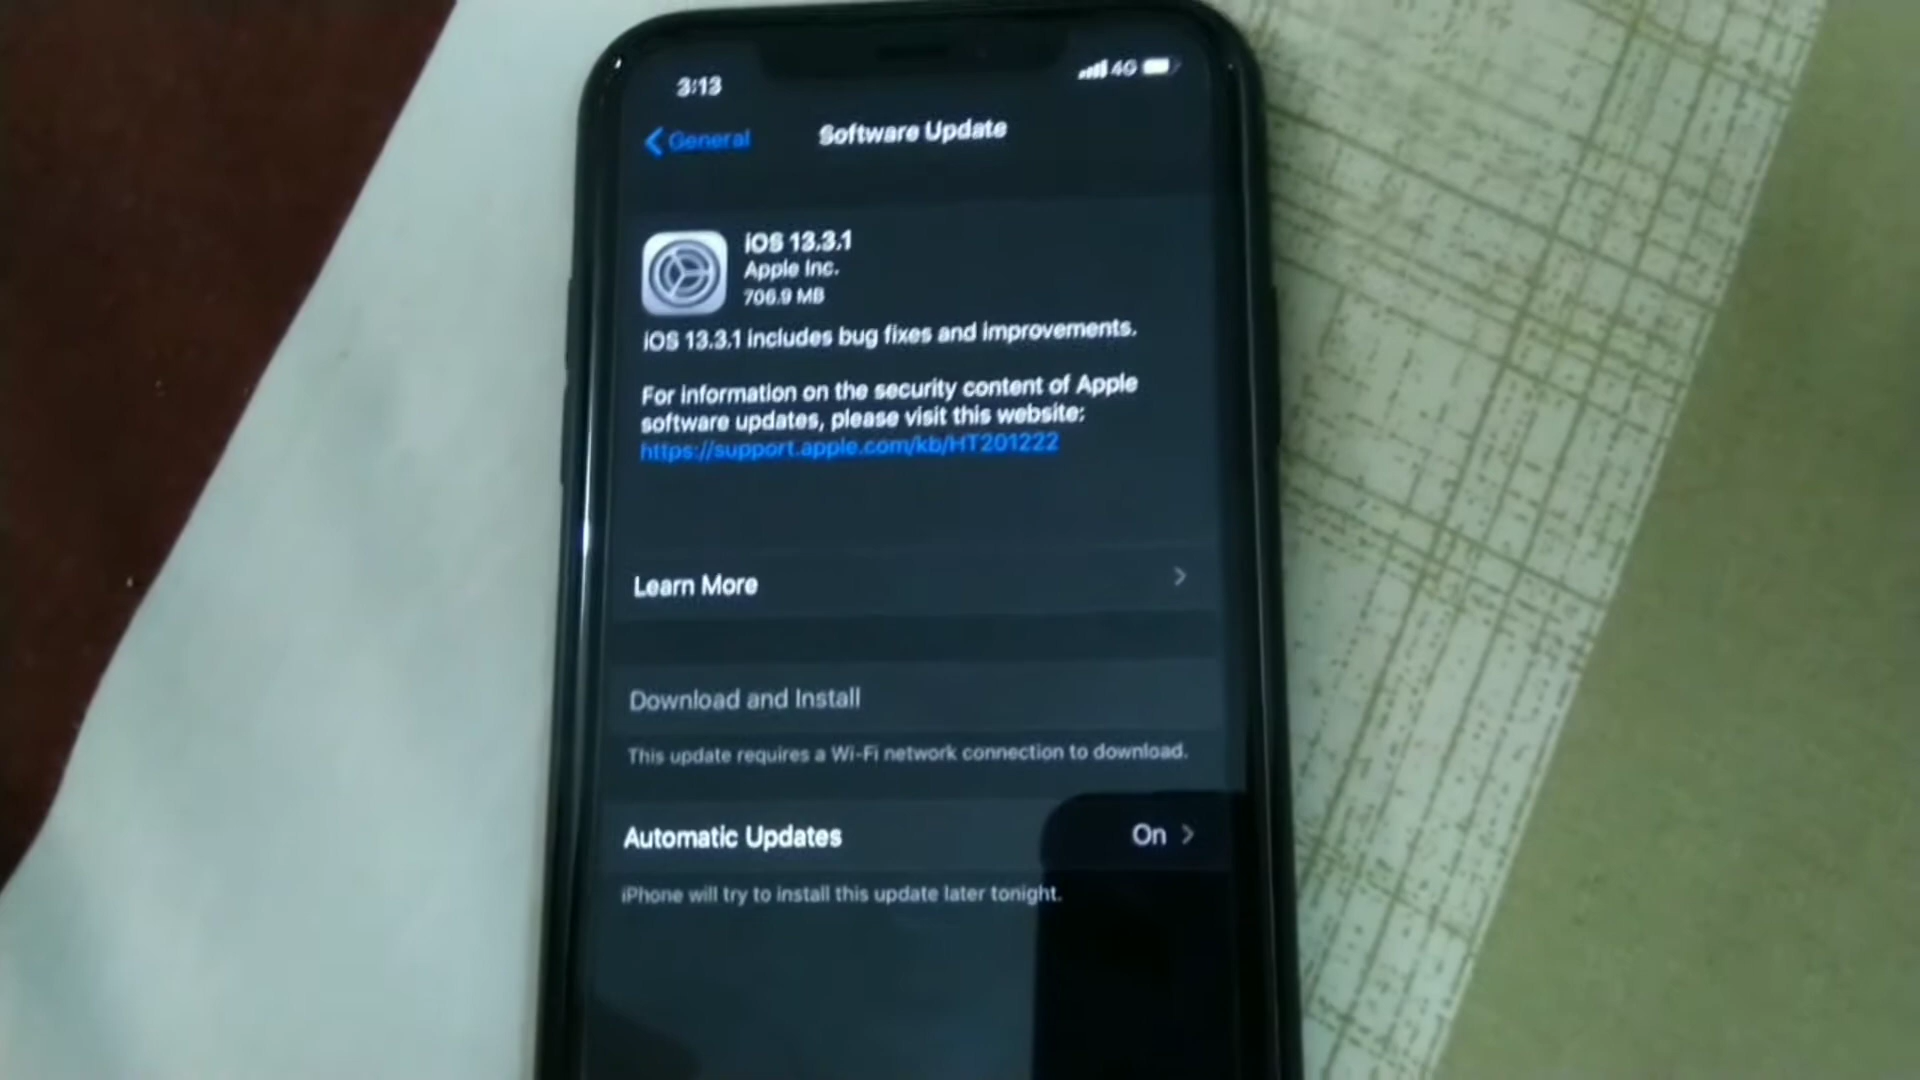 3:13
4G
General
Software Update
iOS 13.3.1
Apple Inc.
706.9 MB
iOS 13.3.1 includes bug fixes and improvements.
For information on the security content of Apple
software updates, please visit this website:
https://support.apple.com/kb/HT201222
Learn More
Download and Install
This update requires a Wi-Fi network connection to download.
Automatic Updates On
iPhone will try to install this update later tonight.